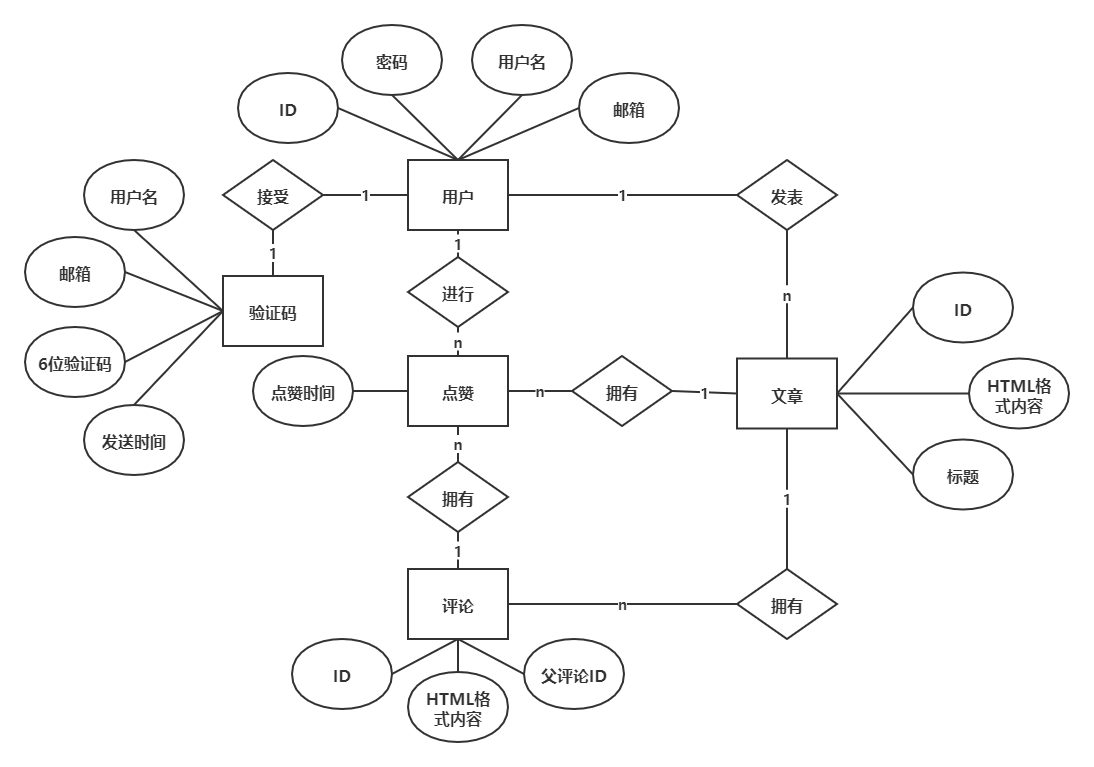 密码
用户名
ID
邮箱
用户名
接受
1
用户
1
发表
1
1
邮箱
验证码
进行
n
ID
6位验证码
n
点赞时间
点赞
n
拥有
1
文章
HTML格
式内容
发送时间
n
标题
拥有
1
1
评论
n
拥有
ID
HTML格
式内容
父评论ID